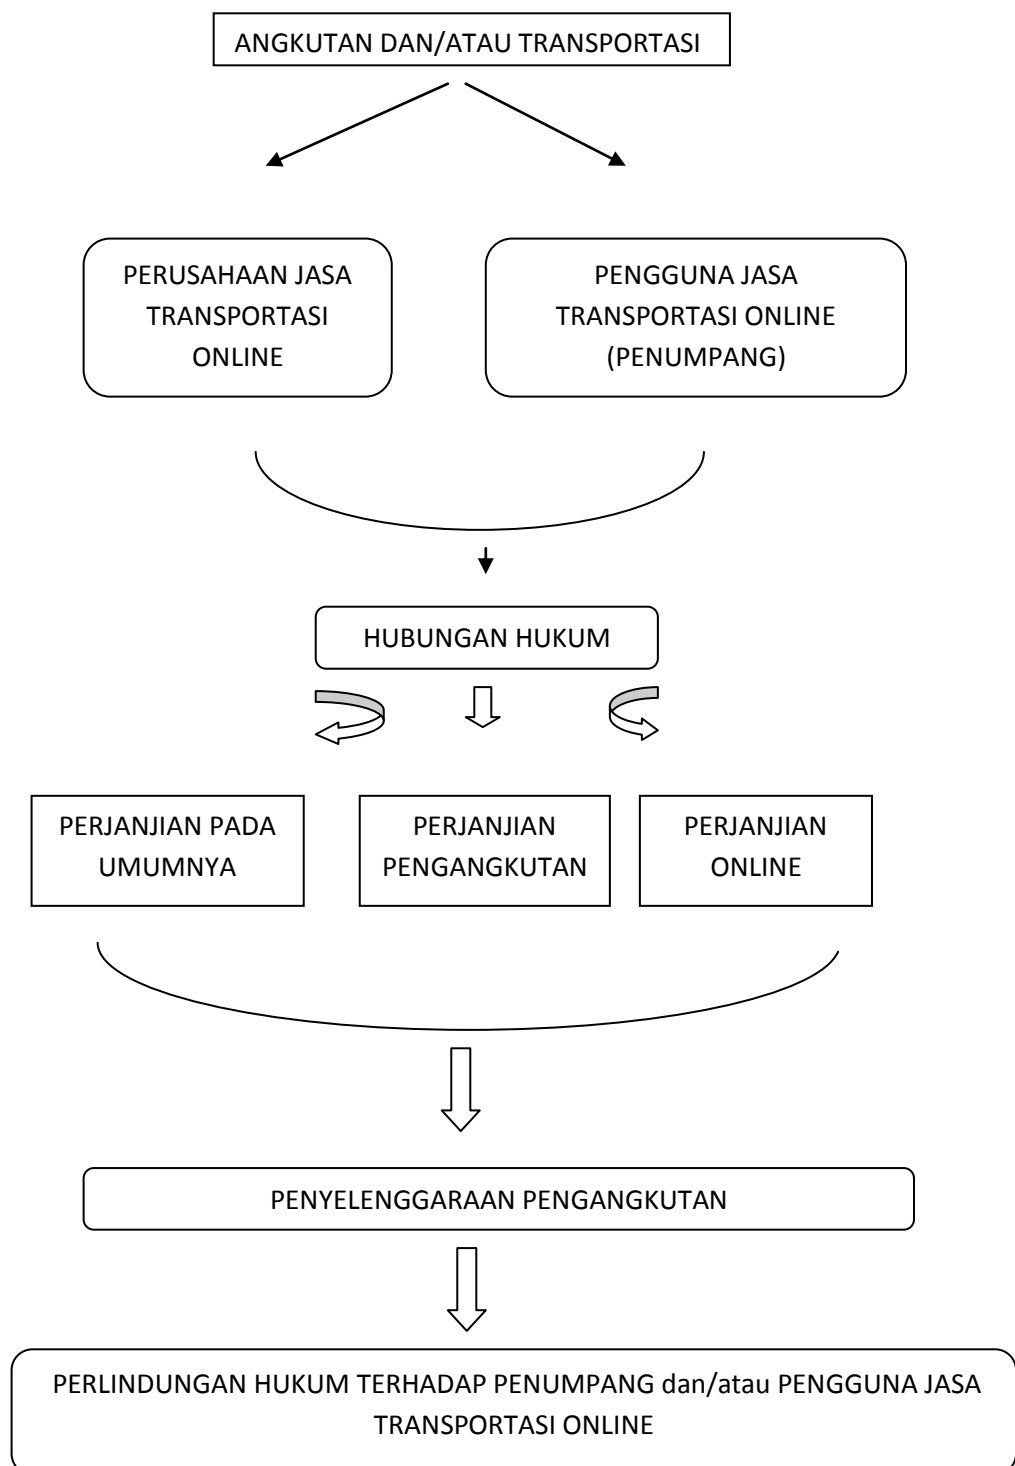 ANGKUTAN DAN/ATAU TRANSPORTASI
PERUSAHAAN JASA
TRANSPORTASI
ONLINE
PENGGUNA JASA
TRANSPORTASI ONLINE
(PENUMPANG)
HUBUNGAN HUKUM
PERJANJIAN PADA
UMUMNYA
PERJANJIAN
PENGANGKUTAN
PERJANJIAN
ONLINE
PENYELENGGARAAN PENGANGKUTAN
PERLINDUNGAN HUKUM TERHADAP PENUMPANG dan/atau PENGGUNA JASA
TRANSPORTASI ONLINE